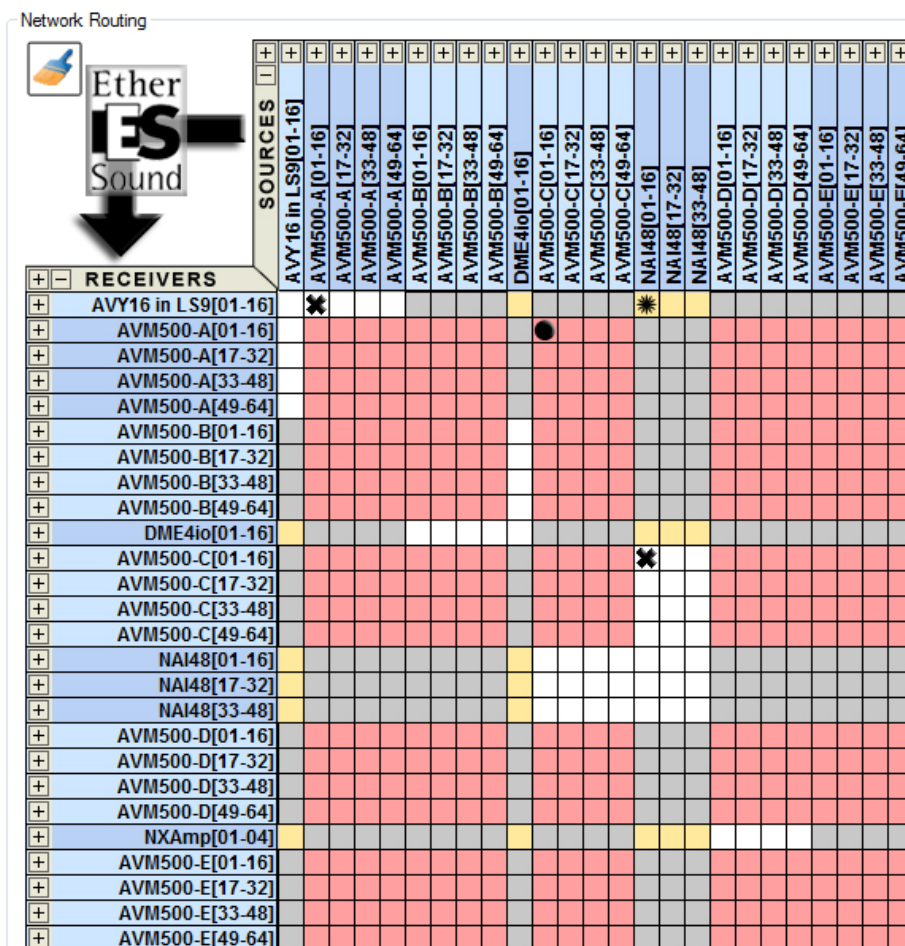 Network Routing
Ether
ES
Sound
SOURCES
AVY16 in LS9[01-16]
AVM500-A[01-16]
AVM500-A[17-32]
AVM500-A[33-48]
AVM500-A[49-64]
AVM500-B[01-16]
AVM500-B[17-32]
AVM500-B[33-48]
AVM500-B[49-64]
DME4io[01-16]
AVM500-C[01-16]
AVM500-C[17-32]
AVM500-C[33-48]
AVM500-C[49-64]
NAI48[01-16]
NAI48[17-32]
NAI48[33-48]
AVM500-D[01-16]
AVM500-D[17-32]
AVM500-D[33-48]
AVM500-D[49-64]
AVM500-E[01-16]
AVM500-E[17-32]
AVM500-E[33-48]
AVM500-E[49-64]
RECEIVERS
AVY16 in LS9[01-16]
AVM500-A[01-16]
AVM500-A[17-32]
AVM500-A[33-48]
AVM500-A[49-64]
AVM500-B[01-16]
AVM500-B[17-32]
AVM500-B[33-48]
AVM500-B[49-64]
DME4io[01-16]
AVM500-C[01-16]
AVM500-C[17-32]
AVM500-C[33-48]
AVM500-C[49-64]
NAI48[01-16]
NAI48[17-32]
NAI48[33-48]
AVM500-D[01-16]
AVM500-D[17-32]
AVM500-D[33-48]
AVM500-D[49-64]
NXAmp[01-04]
AVM500-E[01-16]
AVM500-E[17-32]
AVM500-E[33-48]
AVM500-E[49-64]